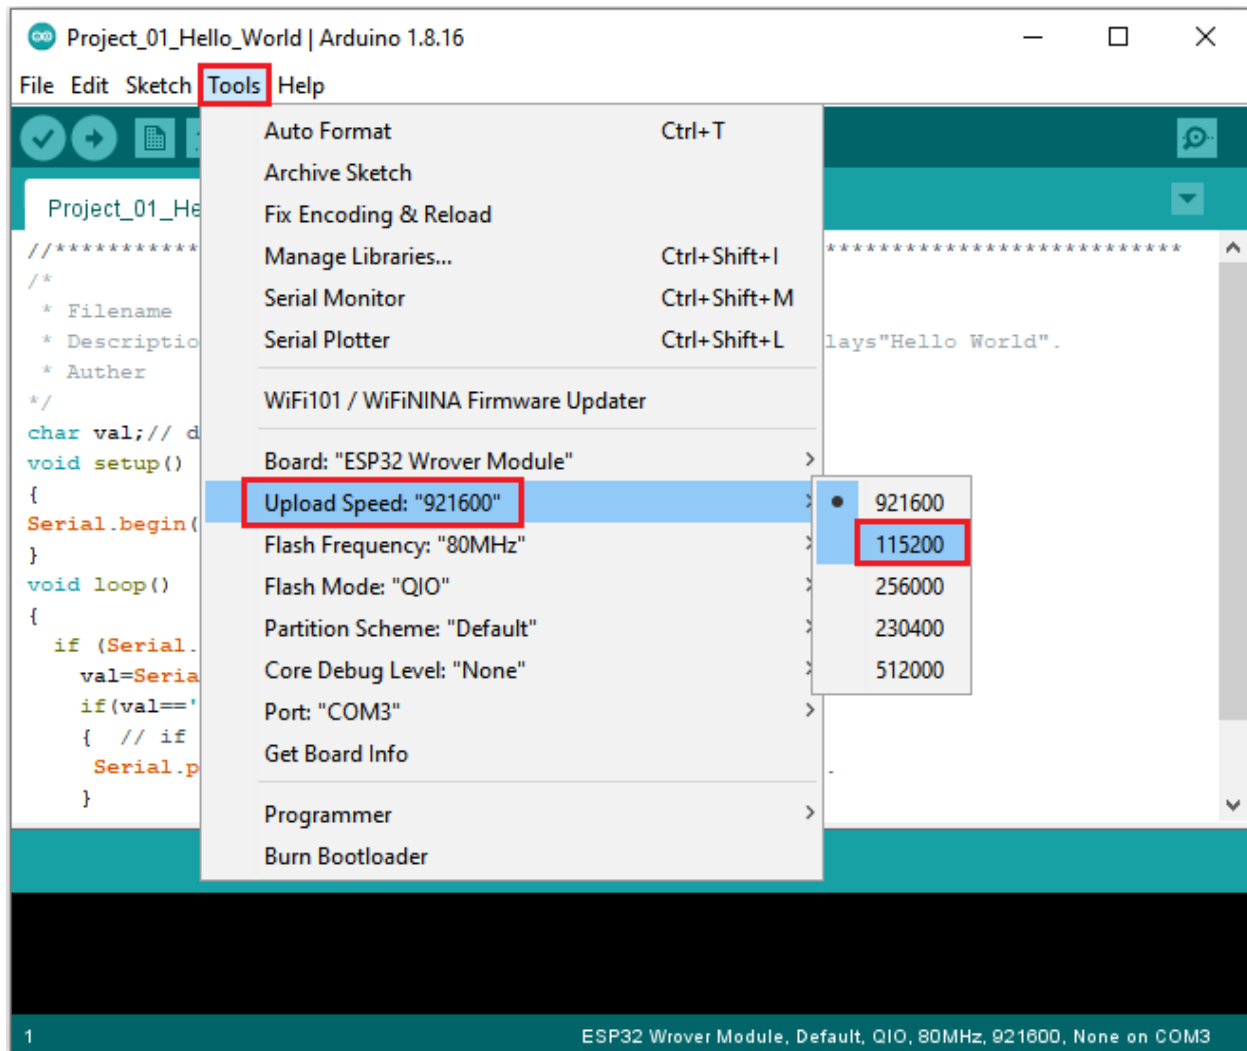 Project_01_Hello_World | Arduino 1.8.16
File Edit Sketch Tools Help
Auto Format Ctrl+T
Archive Sketch
Fix Encoding & Reload
Manage Libraries... Ctrl+Shift+I
Serial Monitor Ctrl+Shift+M
Serial Plotter Ctrl+Shift+L
WiFi101 / WiFiNINA Firmware Updater
Board: "ESP32 Wrover Module"
Upload Speed: "921600"
Flash Frequency: "80MHz"
Flash Mode: "QIO"
Partition Scheme: "Default"
Core Debug Level: "None"
Port: "COM3"
Get Board Info
Programmer
Burn Bootloader
921600
115200
256000
230400
512000
Project_01_He
//***********  ***************************
/*
* Filename
* Descriptio lays"Hello World".
* Auther
*/
char val;// d
void setup()
{
Serial.begin(
}
void loop()
{
if (Serial.
val=Seria
if(val=='
{ // if
Serial.p .
}
1 ESP32 Wrover Module, Default, QIO, 80MHz, 921600, None on COM3